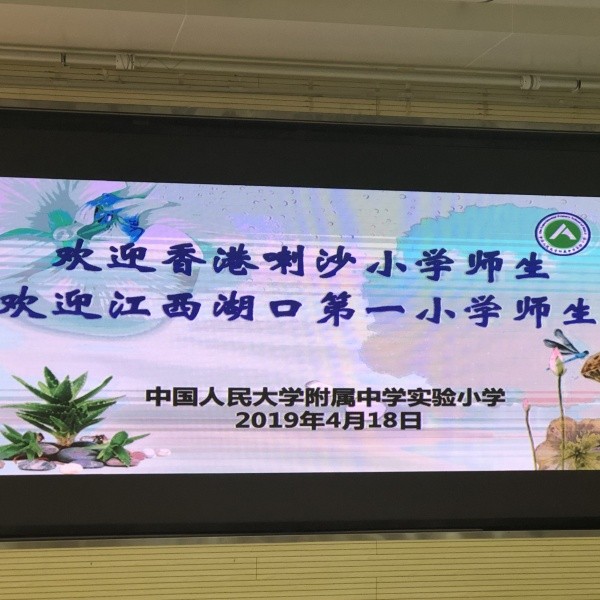 欢迎香港喇沙小学师生
欢迎江西湖口第一小学师生
中国人民大学附属中学实验小学
2019年4月18日